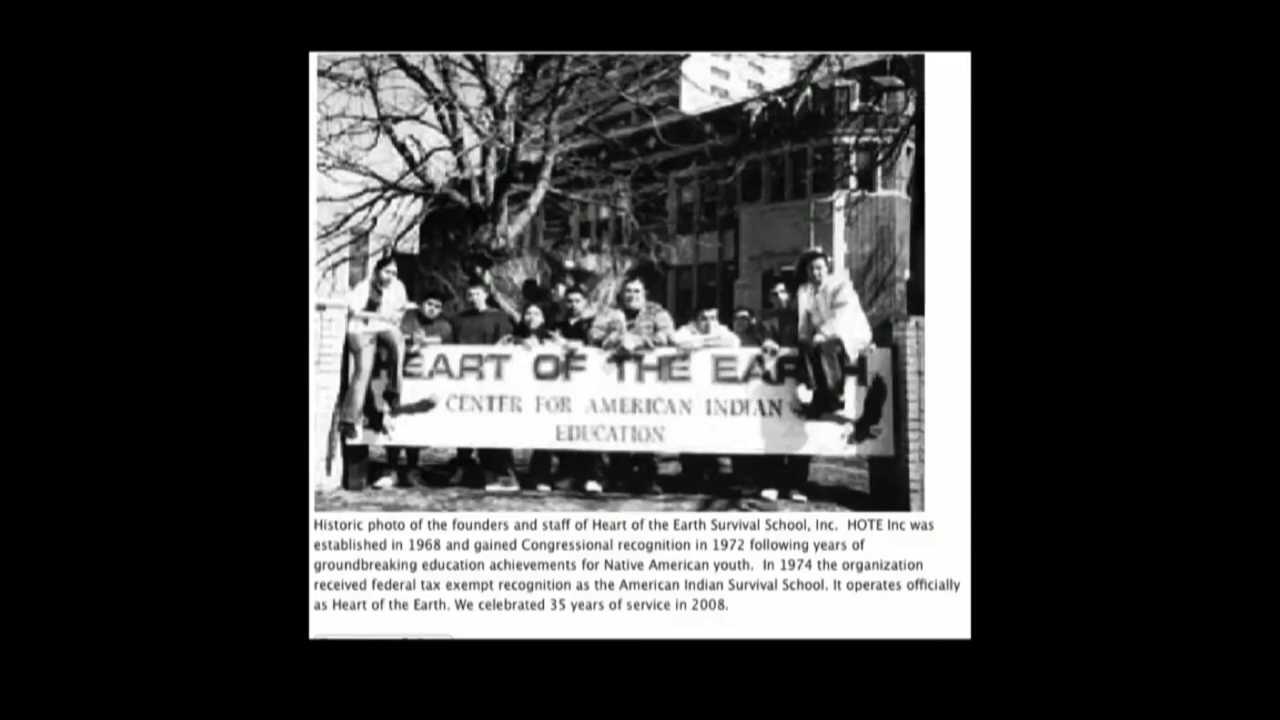 HEART OF THE EARTH
CENTER FOR AMERICAN INDIAN
EDUCATION
Historic photo of the founders and staff of Heart of the Earth Survival School, Inc.  HOTE Inc was
established in 1968 and gained Congressional recognition in 1972 following years of
groundbreaking education achievements for Native American youth.  In 1974 the organization
received federal tax exempt recognition as the American Indian Survival School. It operates officially
as Heart of the Earth. We celebrated 35 years of service in 2008.